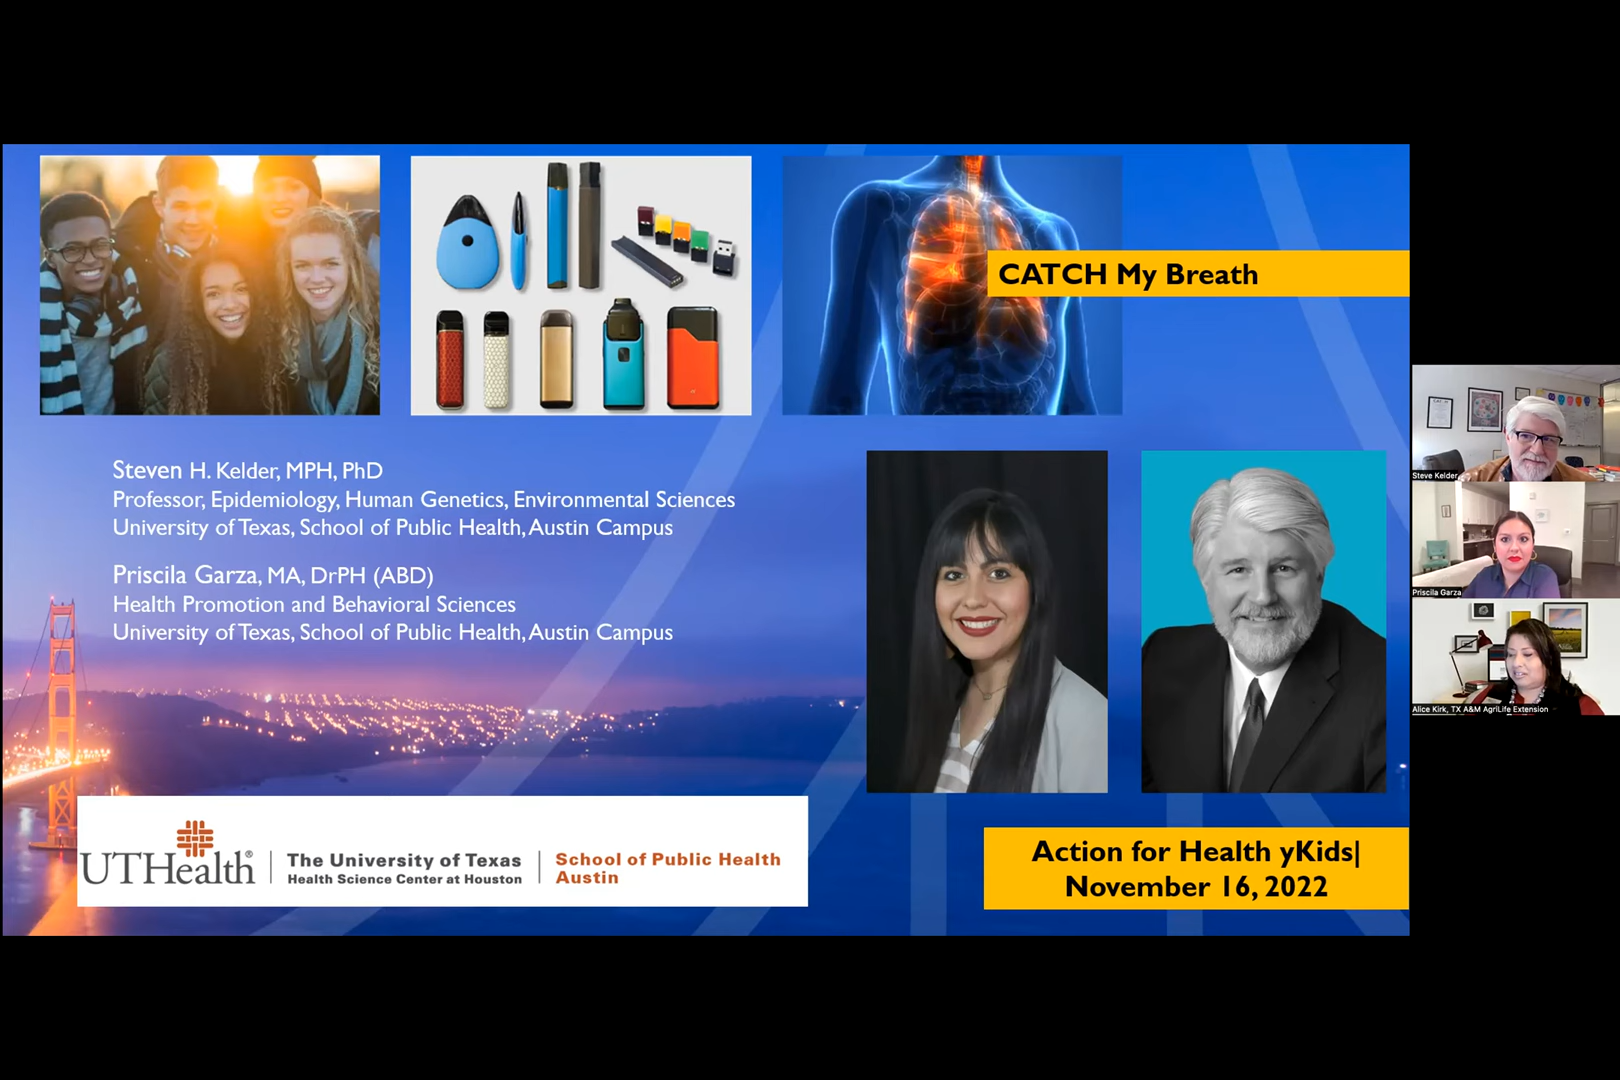 CATCH My Breath
Steven H. Kelder, MPH, PhD
Professor, Epidemiology, Human Genetics, Environmental Sciences
University of Texas, School of Public Health, Austin Campus
Priscila Garza, MA, DrPH (ABD)
Health Promotion and Behavioral Sciences
University of Texas, School of Public Health, Austin Campus
UTHealth®
The University of Texas
Health Science Center at Houston
School of Public Health
Austin
Action for Health yKids|
November 16, 2022
Steve Kelder
Priscila Garza
Alice Kirk, TX A&M AgriLife Extension